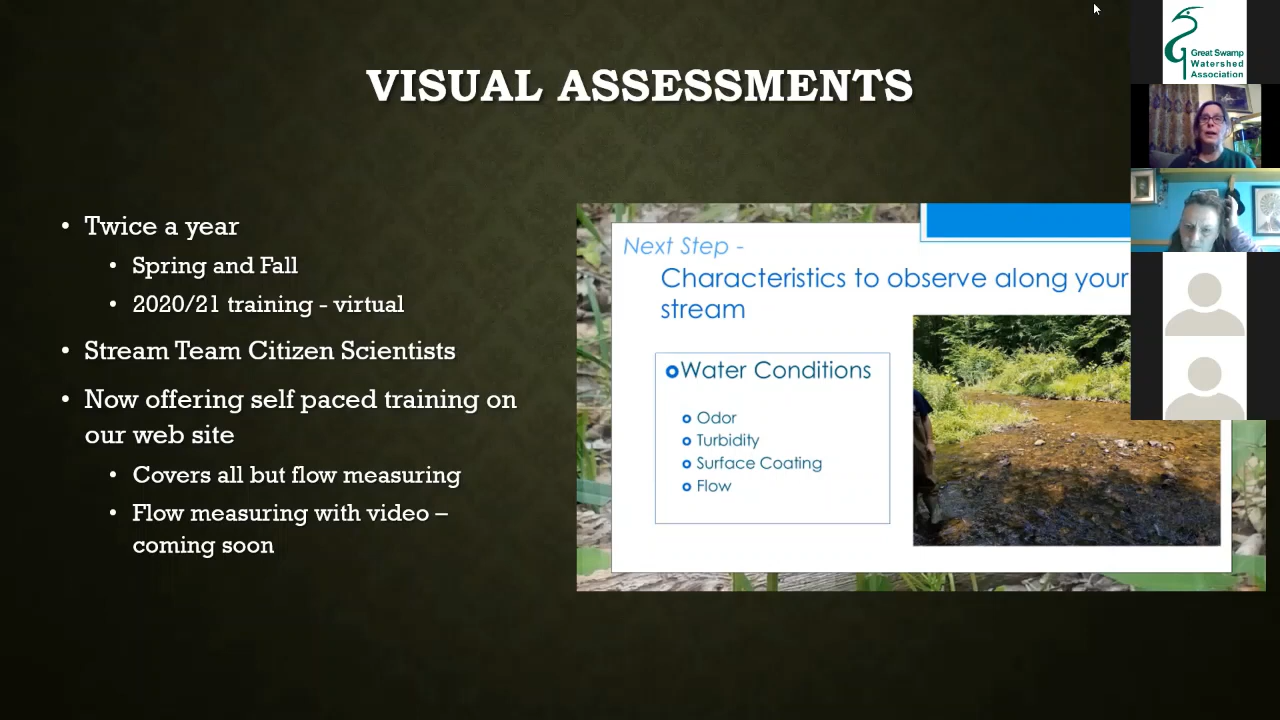 VISUAL ASSESSMENTS
• Twice a year
• Spring and Fall
• 2020/21 training - virtual
• Stream Team Citizen Scientists
• Now offering self paced training on
our web site
• Covers all but flow measuring
• Flow measuring with video –
coming soon
Next Step -
Characteristics to observe along your
stream
Water Conditions
Odor
Turbidity
Surface Coating
Flow
Great Swamp
Watershed
Association